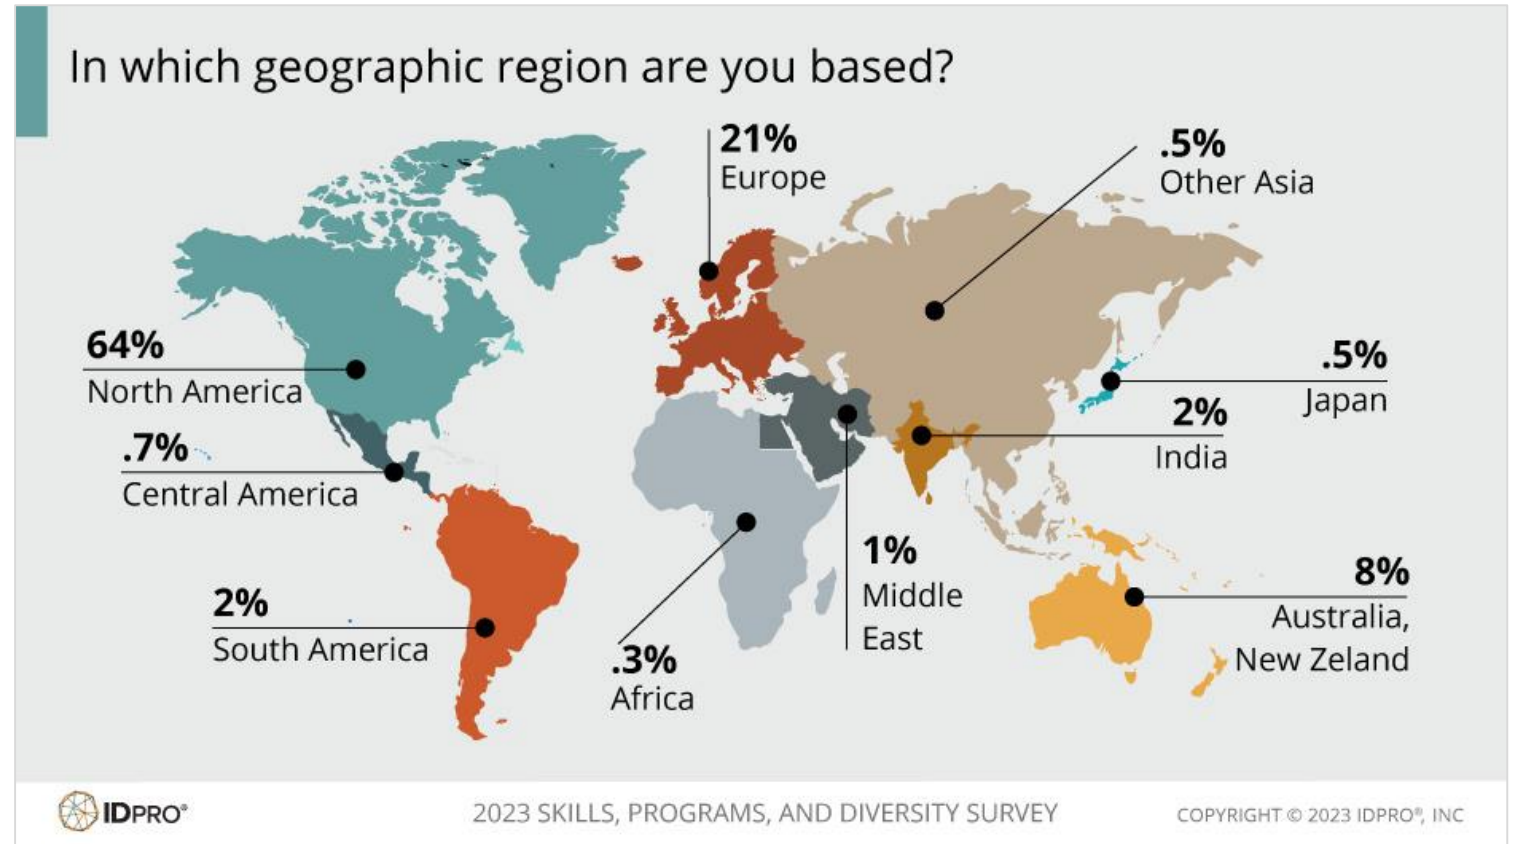 In which geographic region are you based?
21%
Europe
.5%
Other Asia
64%
North America
.5%
Japan
.7%
Central America
2%
India
2%
South America
.3%
Africa
1%
Middle
East
8%
Australia,
New Zeland
IDPRO®
2023 SKILLS, PROGRAMS, AND DIVERSITY SURVEY
COPYRIGHT © 2023 IDPRO®, INC